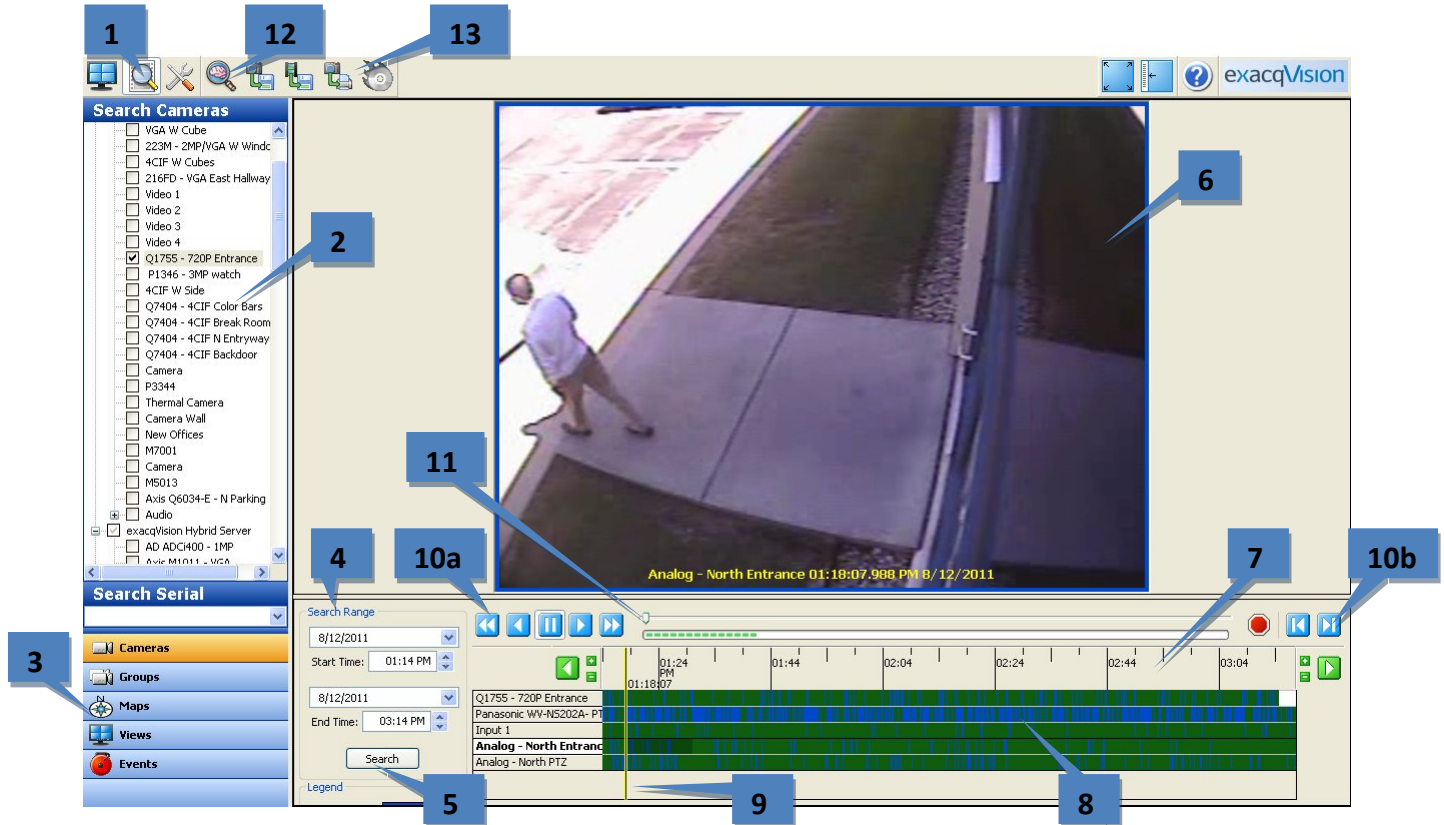 1
12
13
exacqVision
Search Cameras
VGA W Cube
223M - 2MP/VGA W Windc
4CIF W Cubes
216FD - VGA East Hallway
Video 1
Video 2
Video 3
Video 4
Q1755 - 720P Entrance
P1346 - 3MP watch
4CIF W Side
Q7404 - 4CIF Color Bars
Q7404 - 4CIF Break Room
Q7404 - 4CIF N Entryway
Q7404 - 4CIF Backdoor
Camera
P3344
Thermal Camera
Camera Wall
New Offices
M7001
Camera
M5013
Axis Q6034-E - N Parking
Audio
exacqVision Hybrid Server
AD ADCi400 - 1MP
Axis M1011 - VGA
2
6
11
Analog - North Entrance 01:18:07.988 PM 8/12/2011
Search Serial
3
Cameras
Groups
Maps
N
Views
Events
4
10a
7
10b
Search Range
8/12/2011
Start Time: 01:14 PM
8/12/2011
End Time: 03:14 PM
Search
Legend
5
01:24 PM
01:44
02:04
02:24
02:44
03:04
01:18:07
Q1755 - 720P Entrance
Panasonic WV-NS202A- PT
Input 1
Analog - North Entranc
Analog - North PTZ
9
8